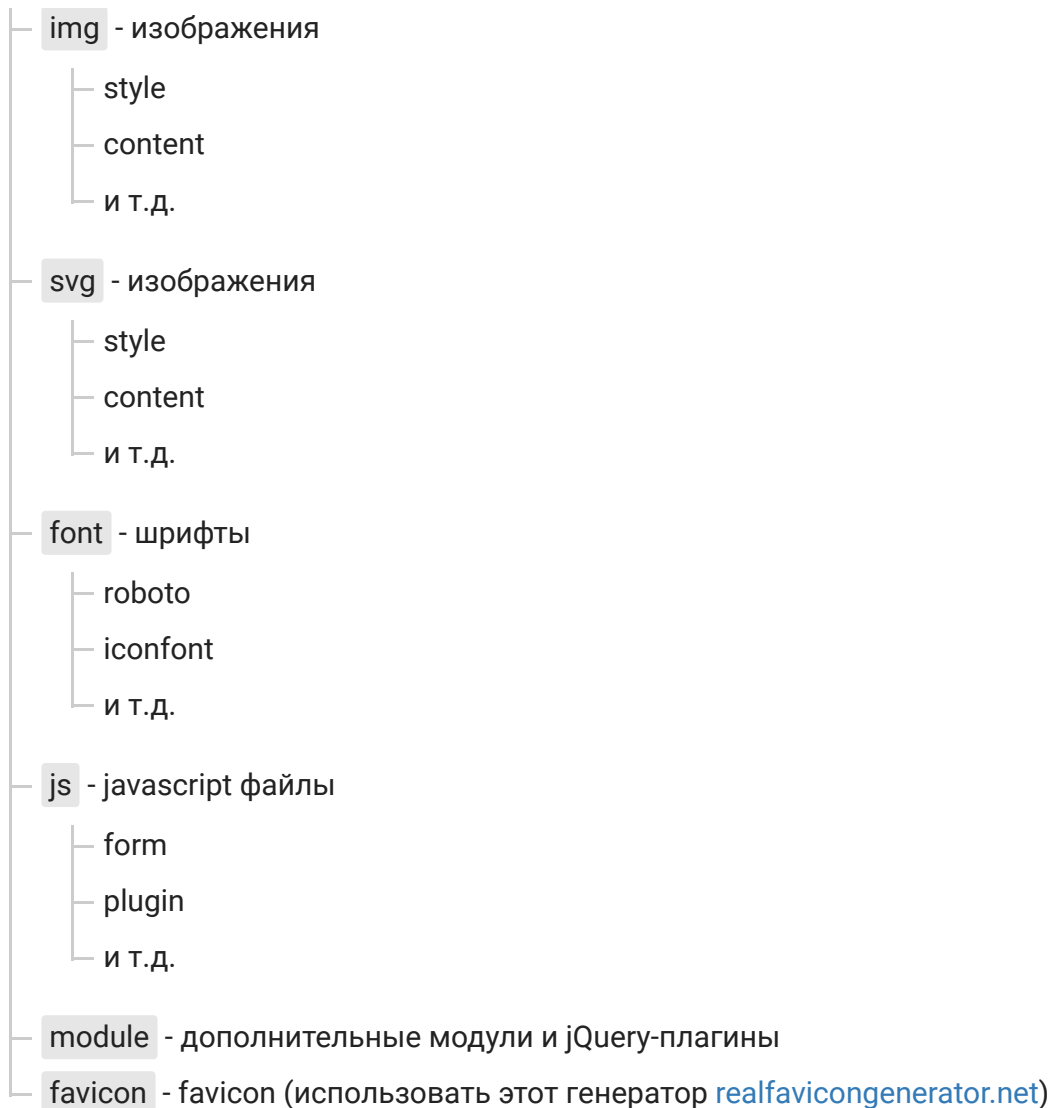 img - изображения
style
content
и т.д.
svg - изображения
style
content
и т.д.
font - шрифты
roboto
iconfont
и т.д.
js - javascript файлы
form
plugin
и т.д.
module - дополнительные модули и jQuery-плагины
favicon - favicon (использовать этот генератор realfavicongenerator.net)